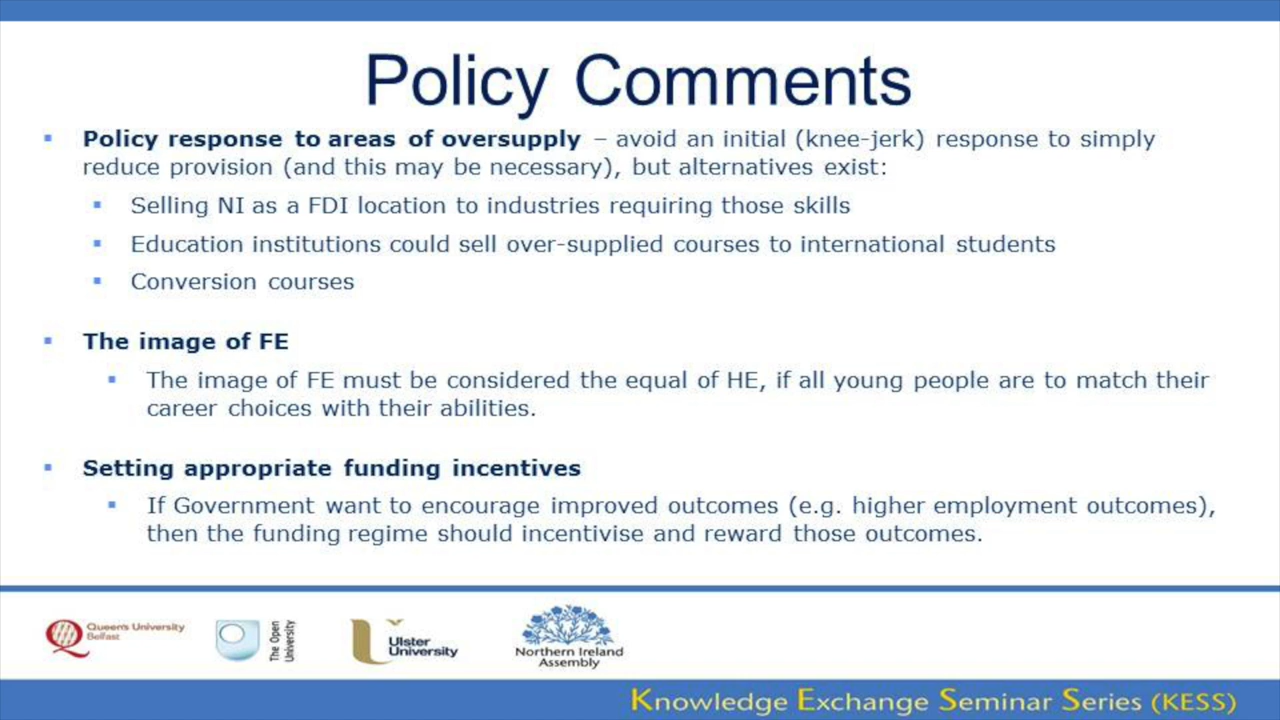 Policy Comments
▪ Policy response to areas of oversupply – avoid an initial (knee-jerk) response to simply
reduce provision (and this may be necessary), but alternatives exist:
▪ Selling NI as a FDI location to industries requiring those skills
▪ Education institutions could sell over-supplied courses to international students
▪ Conversion courses
▪ The image of FE
▪ The image of FE must be considered the equal of HE, if all young people are to match their
career choices with their abilities.
▪ Setting appropriate funding incentives
▪ If Government want to encourage improved outcomes (e.g. higher employment outcomes),
then the funding regime should incentivise and reward those outcomes.
Queen's University
Belfast
The Open
University
Ulster
University
Northern Ireland
Assembly
Knowledge Exchange Seminar Series (KESS)